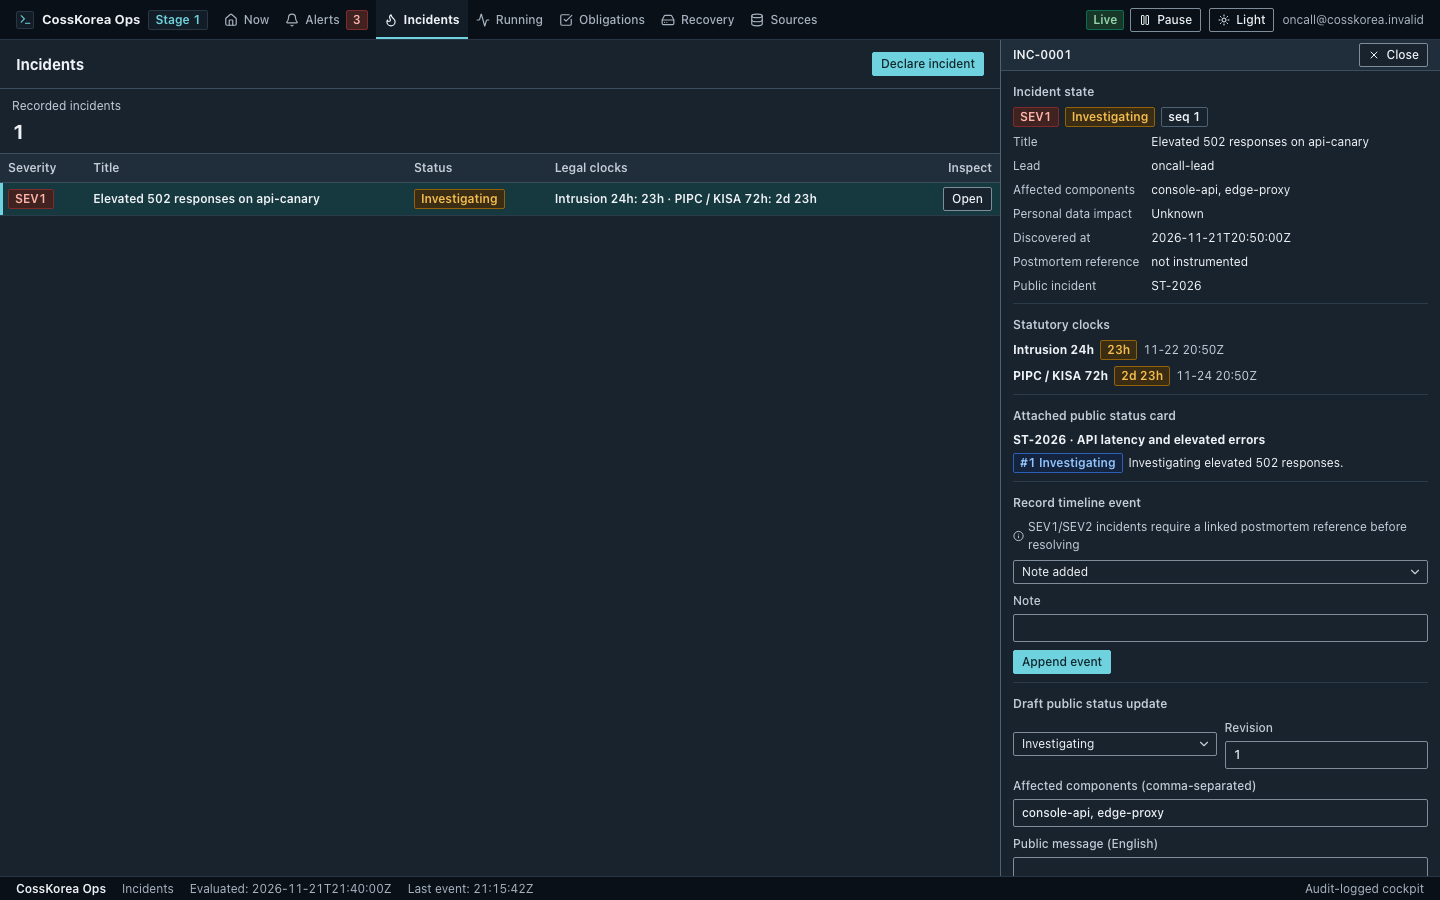 CossKorea Ops Stage 1 Now Alerts 3 Incidents Running Obligations Recovery Sources Live Pause Light oncall@cosskorea.invalid
Incidents Declare incident
Recorded incidents
1
Severity Title Status Legal clocks Inspect
SEV1 Elevated 502 responses on api-canary Investigating Intrusion 24h: 23h · PIPC / KISA 72h: 2d 23h Open
INC-0001 Close
Incident state
SEV1 Investigating seq 1
Title Elevated 502 responses on api-canary
Lead oncall-lead
Affected components console-api, edge-proxy
Personal data impact Unknown
Discovered at 2026-11-21T20:50:00Z
Postmortem reference not instrumented
Public incident ST-2026
Statutory clocks
Intrusion 24h 23h 11-22 20:50Z
PIPC / KISA 72h 2d 23h 11-24 20:50Z
Attached public status card
ST-2026 · API latency and elevated errors
#1 Investigating Investigating elevated 502 responses.
Record timeline event
SEV1/SEV2 incidents require a linked postmortem reference before
resolving
Note added
Note
Append event
Draft public status update
Revision
Investigating 1
Affected components (comma-separated)
console-api, edge-proxy
Public message (English)
CossKorea Ops Incidents Evaluated: 2026-11-21T21:40:00Z Last event: 21:15:42Z Audit-logged cockpit